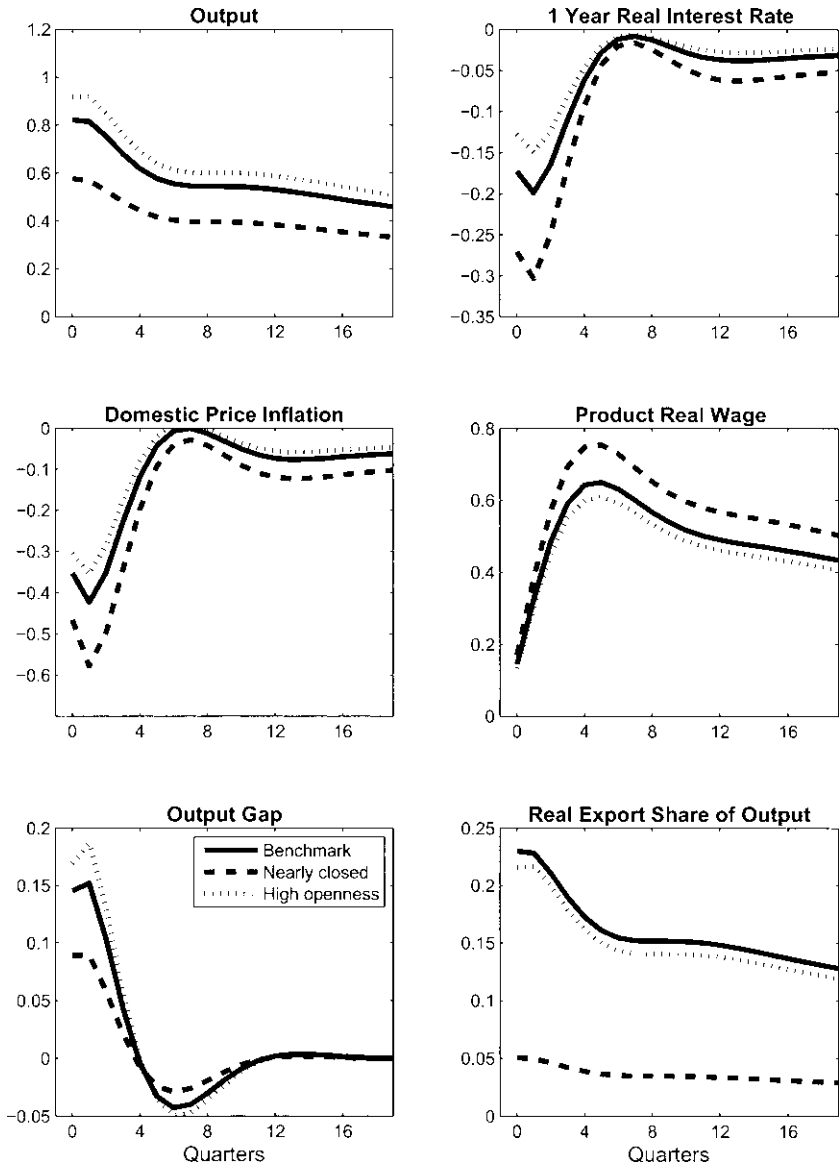 Output
1.2
1
0.8
0.6
0.4
0.2
0
0 4 8 12 16
1 Year Real Interest Rate
0
−0.05
−0.1
−0.15
−0.2
−0.25
−0.3
−0.35
0 4 8 12 16
Domestic Price Inflation
0
−0.1
−0.2
−0.3
−0.4
−0.5
−0.6
0 4 8 12 16
Product Real Wage
0.8
0.6
0.4
0.2
0
0 4 8 12 16
Output Gap
0.2
0.15
0.1
0.05
0
−0.05
Benchmark
Nearly closed
High openness
0 4 8 12 16
Quarters
Real Export Share of Output
0.25
0.2
0.15
0.1
0.05
0
0 4 8 12 16
Quarters